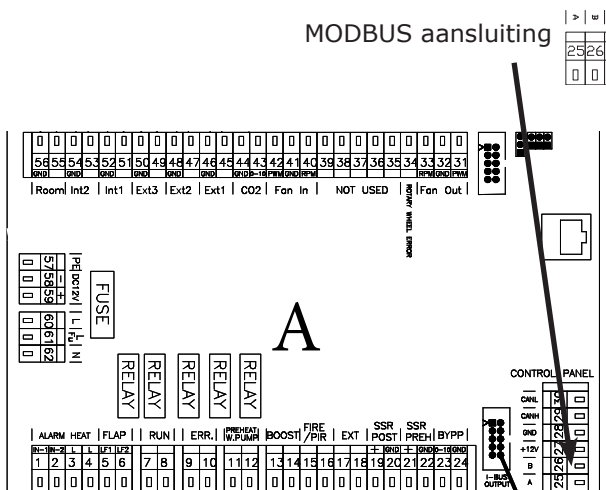 MODBUS aansluiting
A B
25 26
56 55 54 53 52 51 50 49 48 47 46 45 44 43 42 41 40 39 38 37 36 35 34 33 32 31
GND GND GND GND GND GND GND 0-10 PWM GND RPM RPM GND PWM
Room Int2 Int1 Ext3 Ext2 Ext1 CO2 Fan In NOT USED Fan Out
ROTARY WHEEL ERROR
57 58 59
PE DC12V - +
60 61 62
L L Fu N
FUSE
A
RELAY RELAY RELAY RELAY RELAY
CONTROL PANEL
CANL 30
CANH 29
GND 28
+12V 27
B 26
A 25
ALARM HEAT FLAP RUN ERR. PREHEAT W.PUMP BOOST FIRE /PIR EXT SSR POST SSR PREH BYPP
IN-1 IN-2 L L LF1 LF2 + GND + GND 0-10 GND
1 2 3 4 5 6 7 8 9 10 11 12 13 14 15 16 17 18 19 20 21 22 23 24
I-BUS OUTPUT